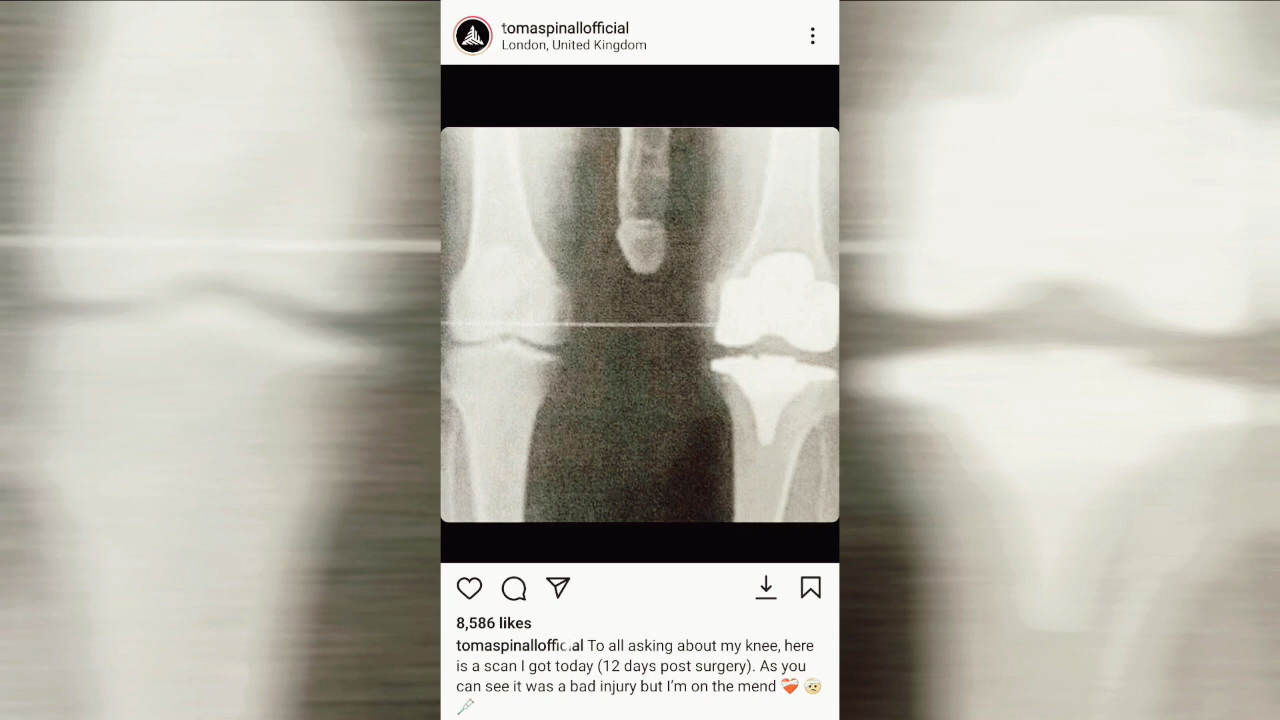 tomaspinallofficial
London, United Kingdom
8,586 likes
tomaspinallofficial To all asking about my knee, here
is a scan I got today (12 days post surgery). As you
can see it was a bad injury but I'm on the mend ❤️‍🩹 🤕
🩼